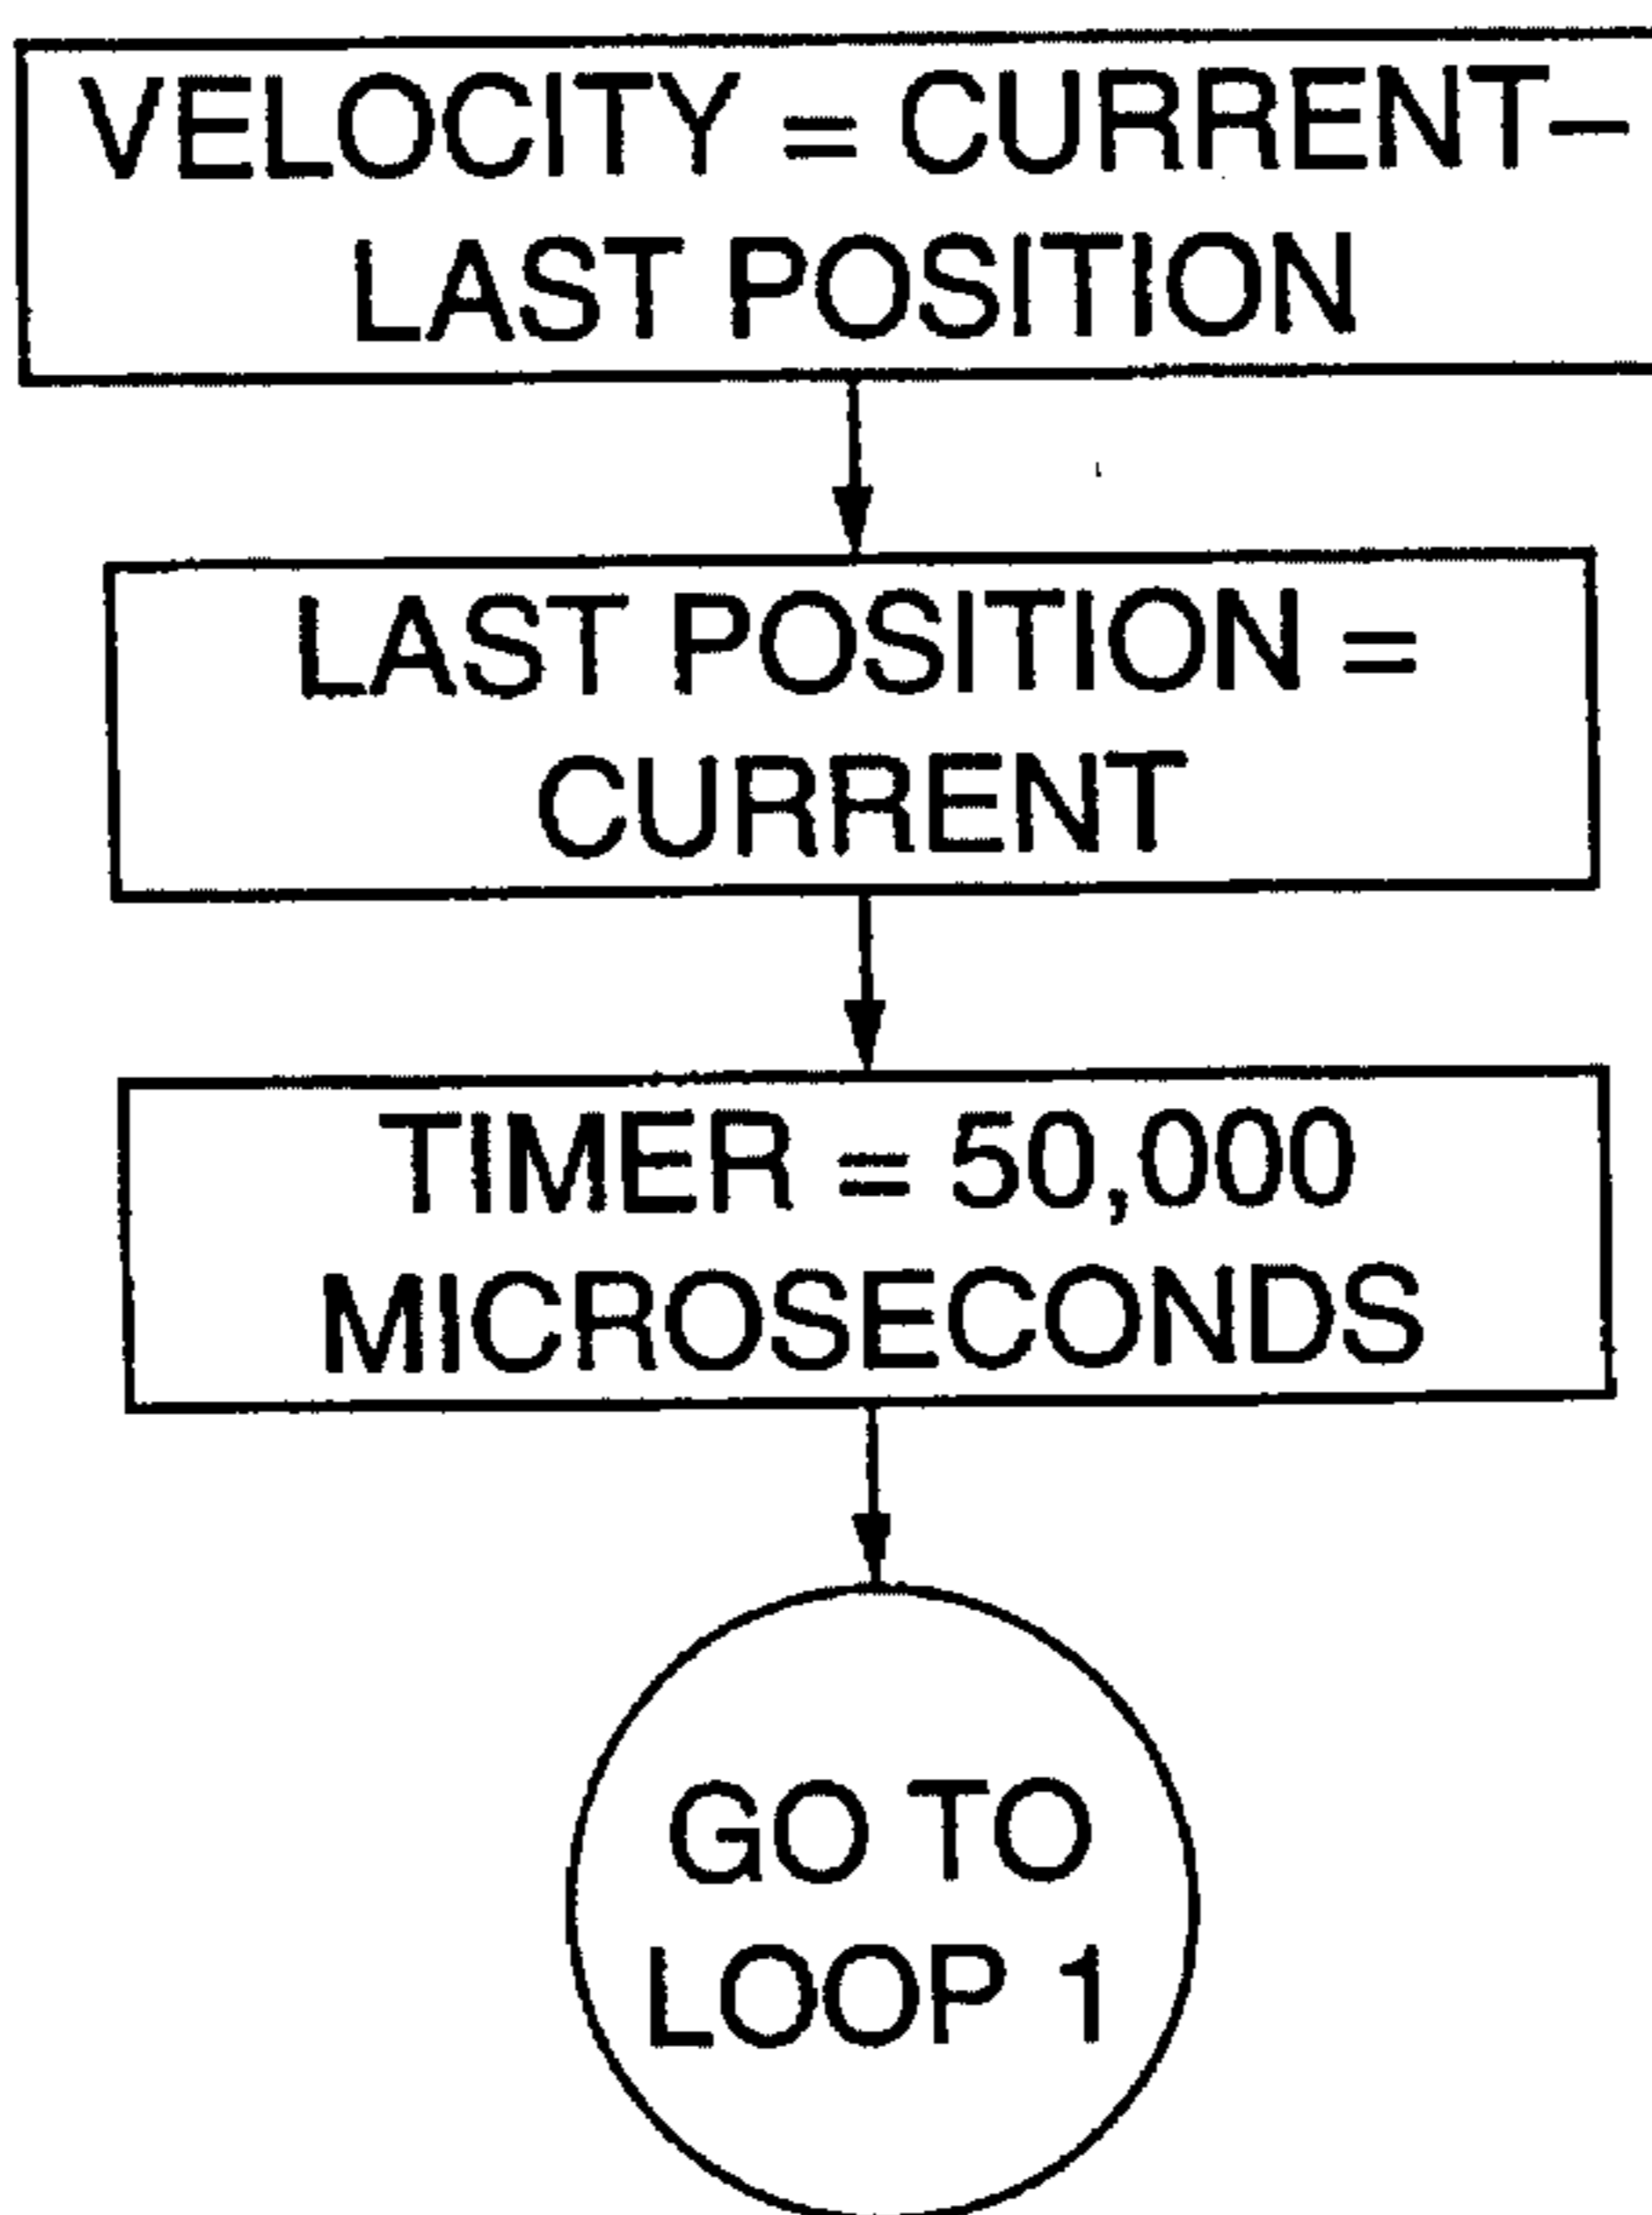 VELOCITY = CURRENT–
LAST POSITION
LAST POSITION =
CURRENT
TIMER = 50,000
MICROSECONDS
GO TO
LOOP 1